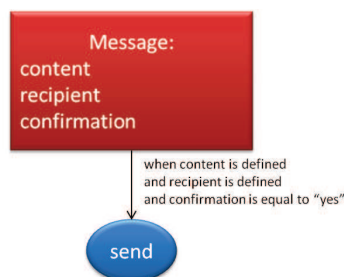 Message:
content
recipient
confirmation
when content is defined
and recipient is defined
and confirmation is equal to “yes”
send